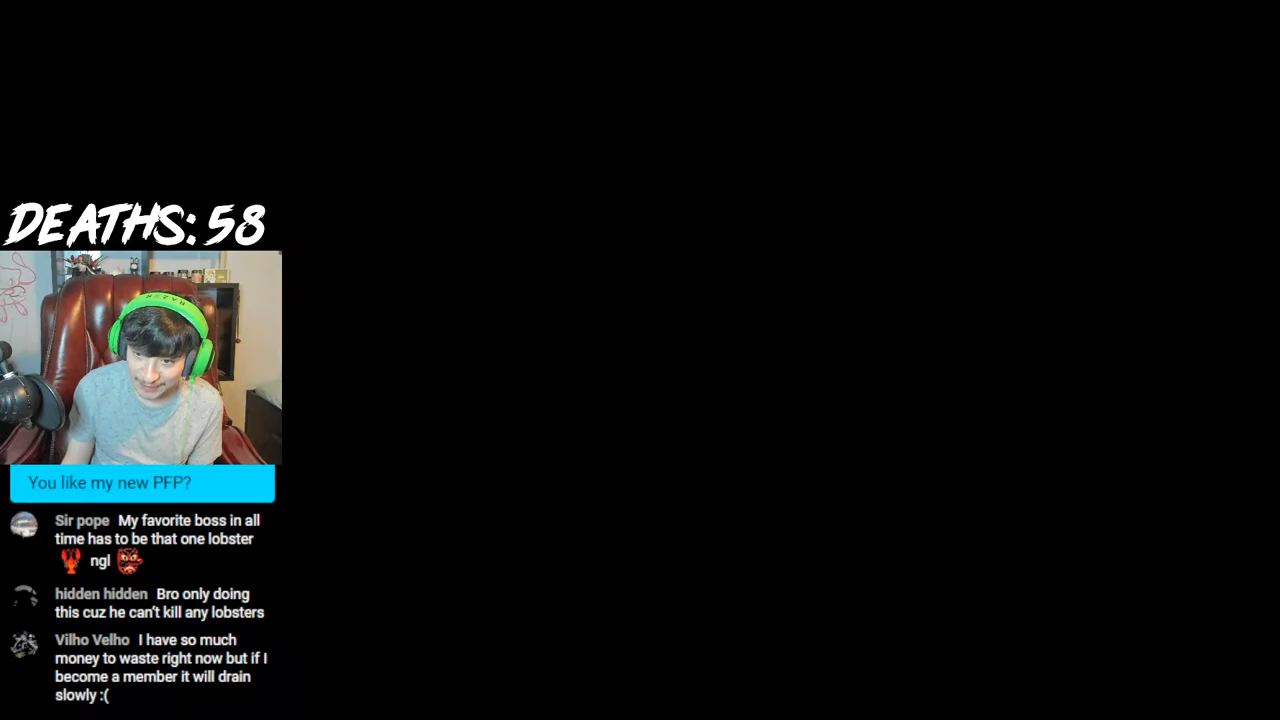 DEATHS: 58
RAZER
You like my new PFP?
Sir pope My favorite boss in all
time has to be that one lobster
🦞 ngl 👺
hidden hidden Bro only doing
this cuz he can't kill any lobsters
Vilho Velho I have so much
money to waste right now but if I
become a member it will drain
slowly :(